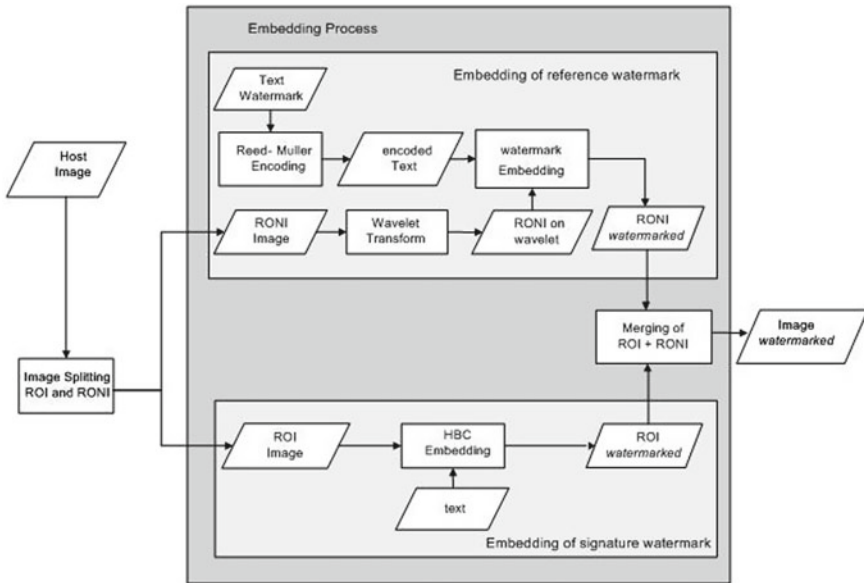 Embedding Process
Embedding of reference watermark
Text
Watermark
Host
Image
Reed- Muller
Encoding
encoded
Text
watermark
Embedding
RONI
Image
Wavelet
Transform
RONI on
wavelet
RONI
watermarked
Image Splitting
ROI and RONI
Merging of
ROI + RONI
Image
watermarked
ROI
Image
HBC
Embedding
ROI
watermarked
text
Embedding of signature watermark